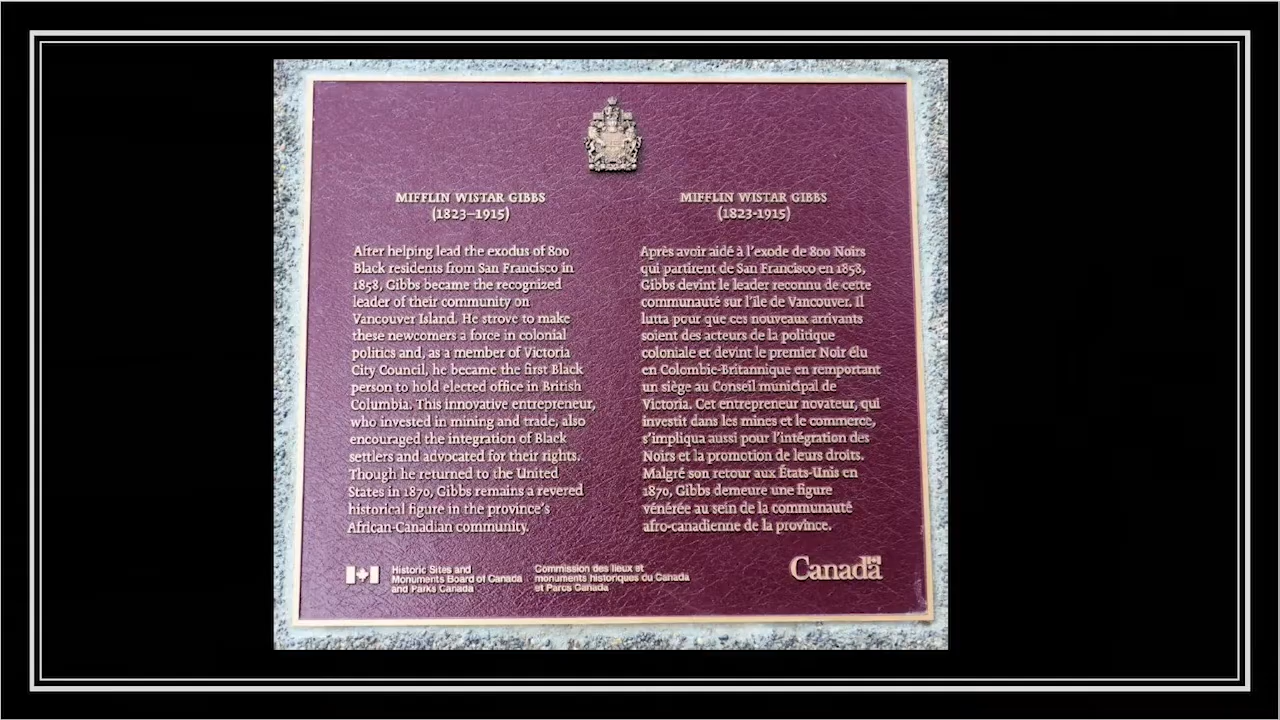 MIFFLIN WISTAR GIBBS
(1823–1915)
After helping lead the exodus of 800
Black residents from San Francisco in
1858, Gibbs became the recognized
leader of their community on
Vancouver Island. He strove to make
these newcomers a force in colonial
politics and, as a member of Victoria
City Council, he became the first Black
person to hold elected office in British
Columbia. This innovative entrepreneur,
who invested in mining and trade, also
encouraged the integration of Black
settlers and advocated for their rights.
Though he returned to the United
States in 1870, Gibbs remains a revered
historical figure in the province's
African-Canadian community.
MIFFLIN WISTAR GIBBS
(1823-1915)
Après avoir aidé à l'exode de 800 Noirs
qui partirent de San Francisco en 1858,
Gibbs devint le leader reconnu de cette
communauté sur l'île de Vancouver. Il
lutta pour que ces nouveaux arrivants
soient des acteurs de la politique
coloniale et devint le premier Noir élu
en Colombie-Britannique en remportant
un siège au Conseil municipal de
Victoria. Cet entrepreneur novateur, qui
investit dans les mines et le commerce,
s'impliqua aussi pour l'intégration des
Noirs et la promotion de leurs droits.
Malgré son retour aux États-Unis en
1870, Gibbs demeure une figure
vénérée au sein de la communauté
afro-canadienne de la province.
Historic Sites and
Monuments Board of Canada
and Parks Canada
Commission des lieux et
monuments historiques du Canada
et Parcs Canada
Canada